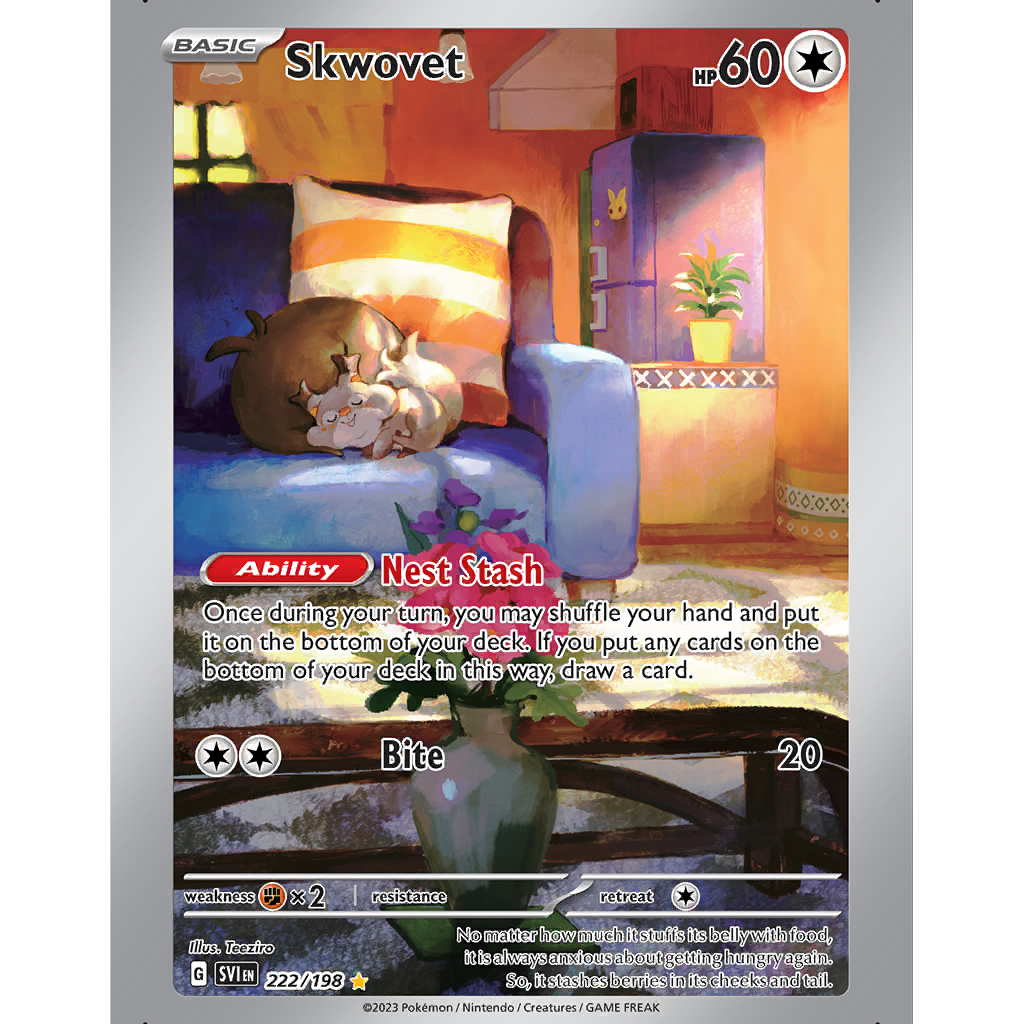 BASIC Skwovet HP60
Ability Nest Stash
Once during your turn, you may shuffle your hand and put
it on the bottom of your deck. If you put any cards on the
bottom of your deck in this way, draw a card.
Bite 20
weakness ×2 resistance retreat
No matter how much it stuffs its belly with food,
it is always anxious about getting hungry again.
So, it stashes berries in its cheeks and tail.
Illus. Teeziro
G SVI EN 222/198
©2023 Pokémon / Nintendo / Creatures / GAME FREAK